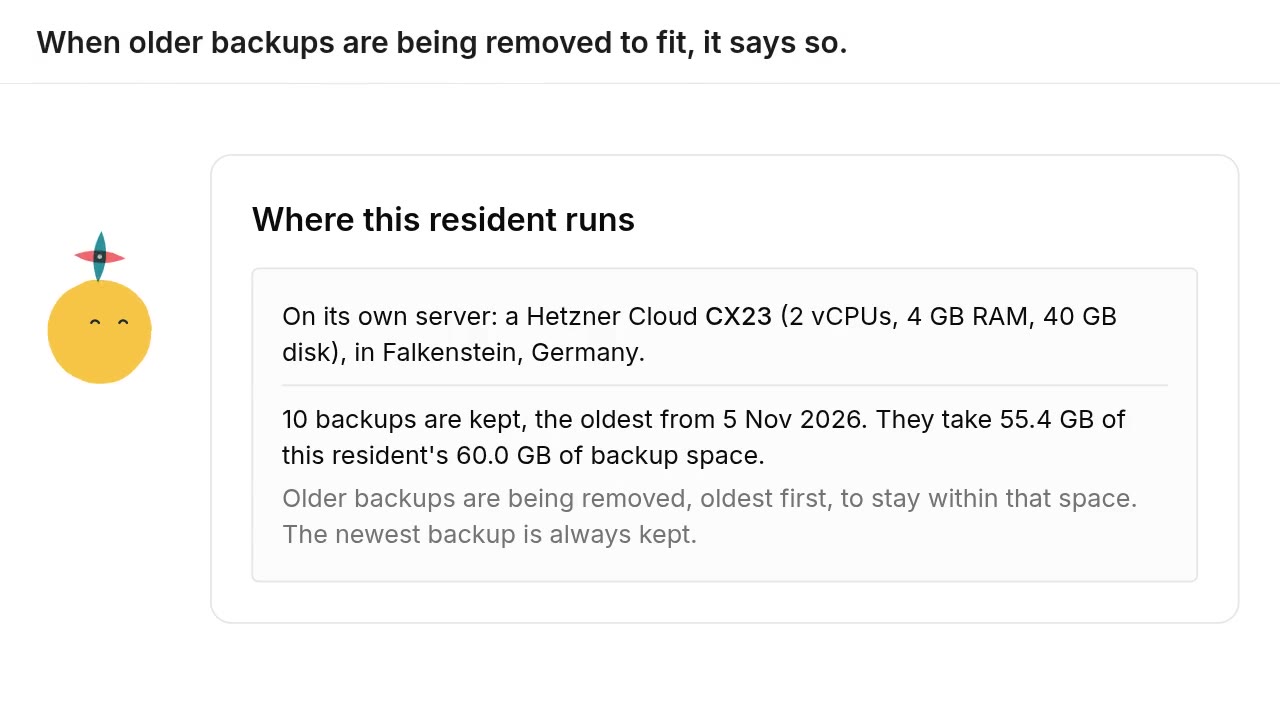 When older backups are being removed to fit, it says so.
Where this resident runs
On its own server: a Hetzner Cloud CX23 (2 vCPUs, 4 GB RAM, 40 GB
disk), in Falkenstein, Germany.
10 backups are kept, the oldest from 5 Nov 2026. They take 55.4 GB of
this resident's 60.0 GB of backup space.
Older backups are being removed, oldest first, to stay within that space.
The newest backup is always kept.